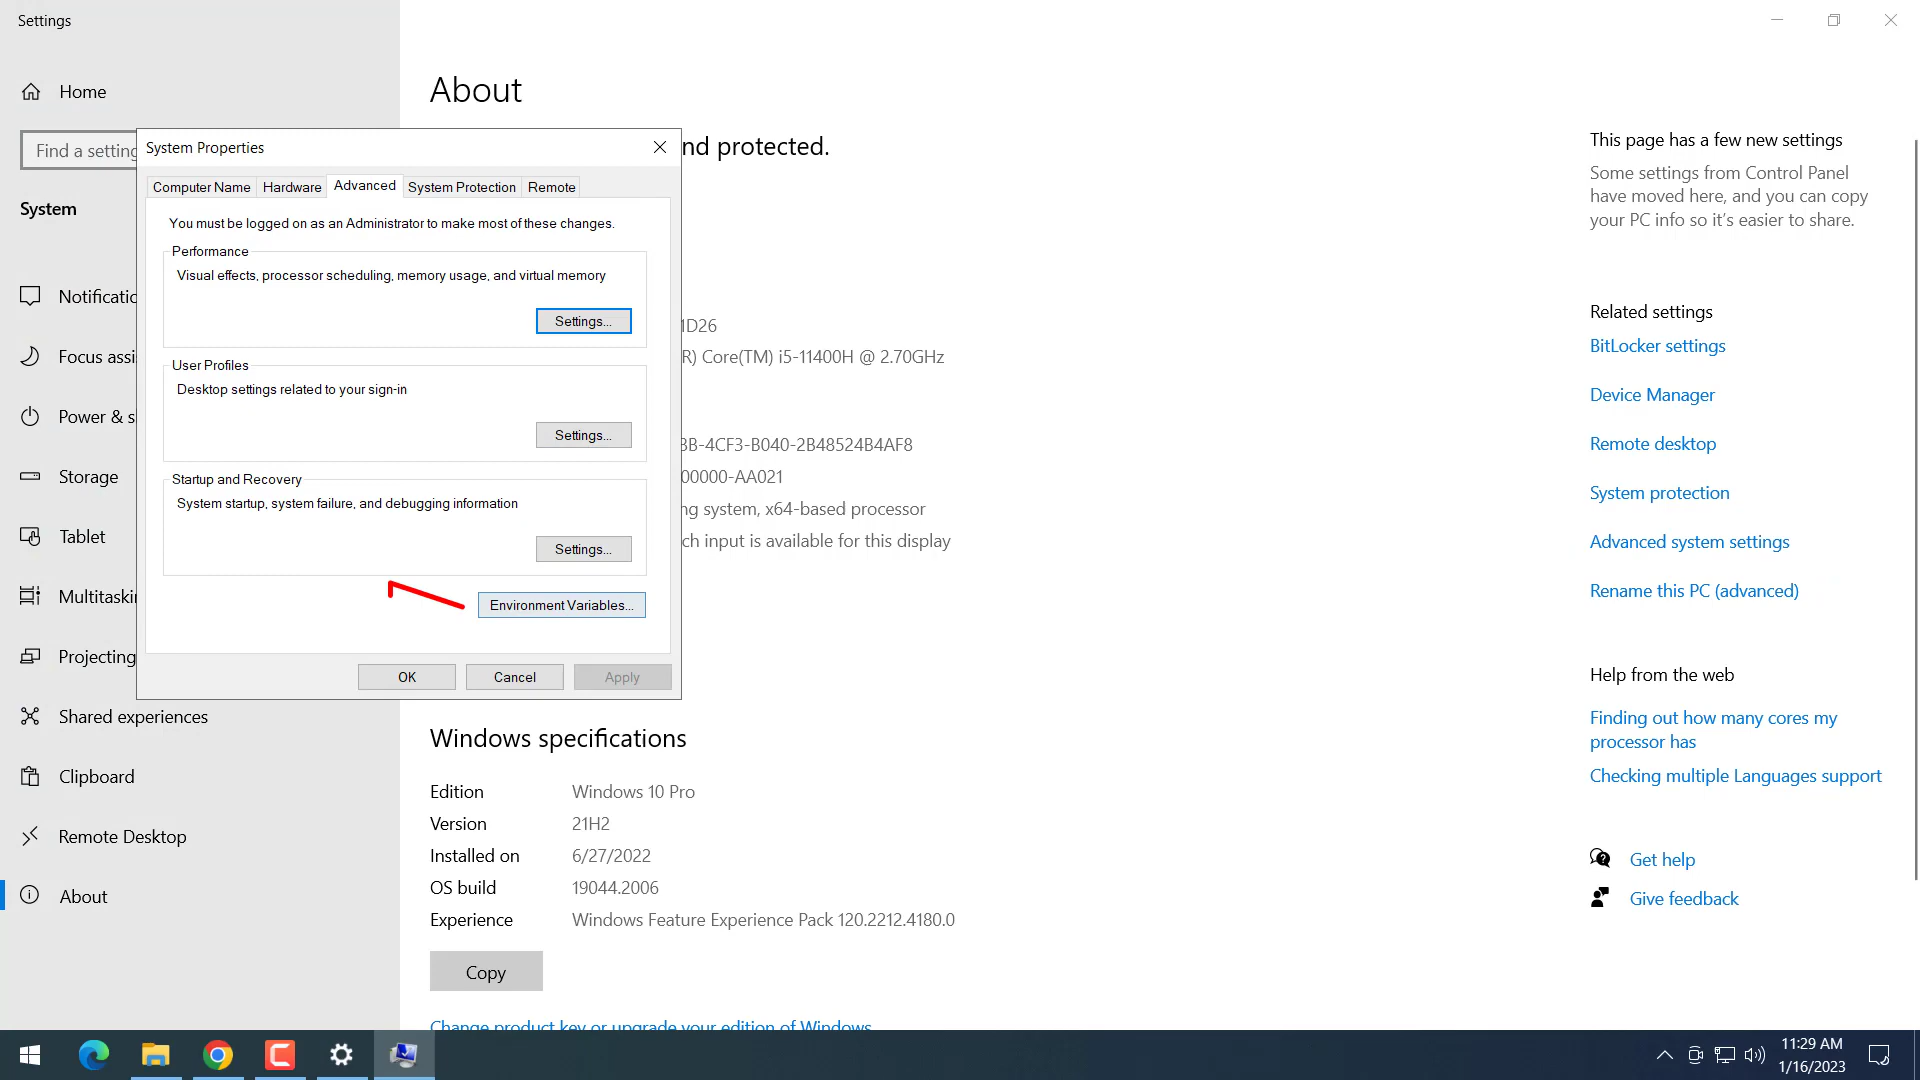 Settings
Home
Find a setting
System
Notificatio
Focus assi
Power & s
Storage
Tablet
Multitaskin
Projecting
Shared experiences
Clipboard
Remote Desktop
About
System Properties
Computer Name
Hardware
Advanced
System Protection
Remote
You must be logged on as an Administrator to make most of these changes.
Performance
Visual effects, processor scheduling, memory usage, and virtual memory
Settings...
User Profiles
Desktop settings related to your sign-in
Settings...
Startup and Recovery
System startup, system failure, and debugging information
Settings...
Environment Variables...
OK
Cancel
Apply
About
nd protected.
1D26
R) Core(TM) i5-11400H @ 2.70GHz
3B-4CF3-B040-2B48524B4AF8
00000-AA021
ng system, x64-based processor
ch input is available for this display
Windows specifications
Edition Windows 10 Pro
Version 21H2
Installed on 6/27/2022
OS build 19044.2006
Experience Windows Feature Experience Pack 120.2212.4180.0
Copy
Change product key or upgrade your edition of Windows
This page has a few new settings
Some settings from Control Panel
have moved here, and you can copy
your PC info so it’s easier to share.
Related settings
BitLocker settings
Device Manager
Remote desktop
System protection
Advanced system settings
Rename this PC (advanced)
Help from the web
Finding out how many cores my
processor has
Checking multiple Languages support
Get help
Give feedback
11:29 AM
1/16/2023